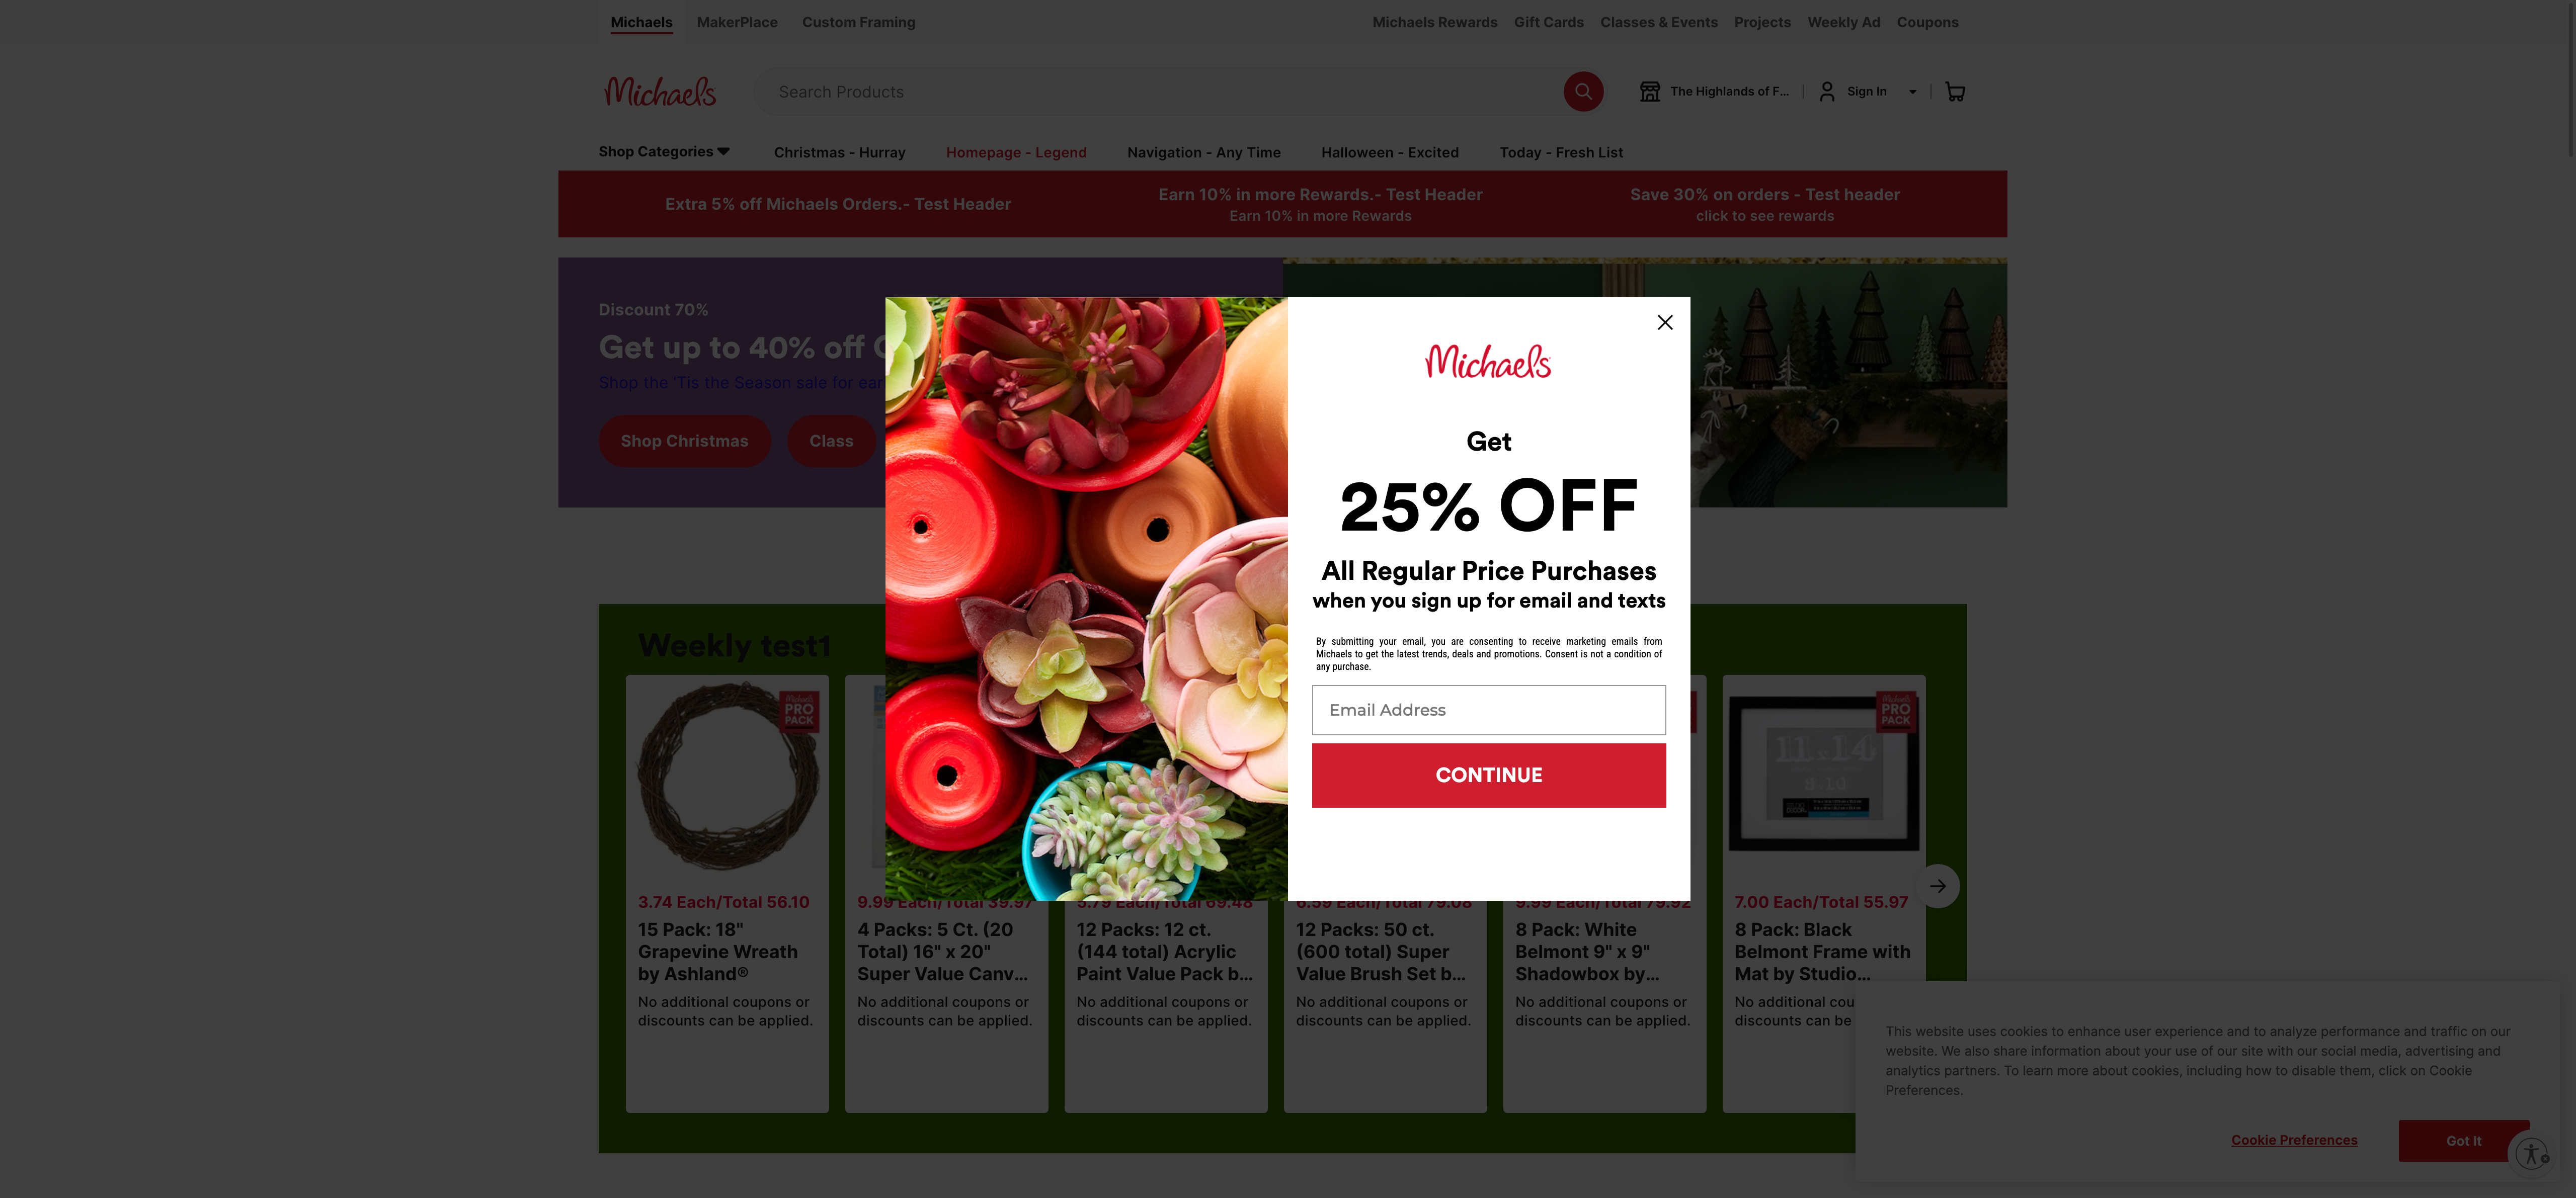 Michaels MakerPlace Custom Framing Michaels Rewards Gift Cards Classes & Events Projects Weekly Ad Coupons
Michaels Search Products The Highlands of F... Sign In
Shop Categories Christmas - Hurray Homepage - Legend Navigation - Any Time Halloween - Excited Today - Fresh List
Extra 5% off Michaels Orders.- Test Header
Earn 10% in more Rewards.- Test Header
Earn 10% in more Rewards
Save 30% on orders - Test header
click to see rewards
Discount 70%
Get up to 40% off
Shop the 'Tis the Season sale for ear
Shop Christmas
Class
Michaels
Get
25% OFF
All Regular Price Purchases
when you sign up for email and texts
By submitting your email, you are consenting to receive marketing emails from
Michaels to get the latest trends, deals and promotions. Consent is not a condition of
any purchase.
Email Address
CONTINUE
Weekly test1
Michaels
PRO
PACK
3.74 Each/Total 56.10
15 Pack: 18"
Grapevine Wreath
by Ashland®
No additional coupons or
discounts can be applied.
9.99 Each/Total 39.97
4 Packs: 5 Ct. (20
Total) 16" x 20"
Super Value Canv...
No additional coupons or
discounts can be applied.
5.79 Each/Total 69.48
12 Packs: 12 ct.
(144 total) Acrylic
Paint Value Pack b...
No additional coupons or
discounts can be applied.
6.59 Each/Total 79.08
12 Packs: 50 ct.
(600 total) Super
Value Brush Set b...
No additional coupons or
discounts can be applied.
9.99 Each/Total 79.92
8 Pack: White
Belmont 9" x 9"
Shadowbox by...
No additional coupons or
discounts can be applied.
Michaels
PRO
PACK
11x14
8x10
7.00 Each/Total 55.97
8 Pack: Black
Belmont Frame with
Mat by Studio...
No additional cou
discounts can be
This website uses cookies to enhance user experience and to analyze performance and traffic on our
website. We also share information about your use of our site with our social media, advertising and
analytics partners. To learn more about cookies, including how to disable them, click on Cookie
Preferences.
Cookie Preferences
Got It